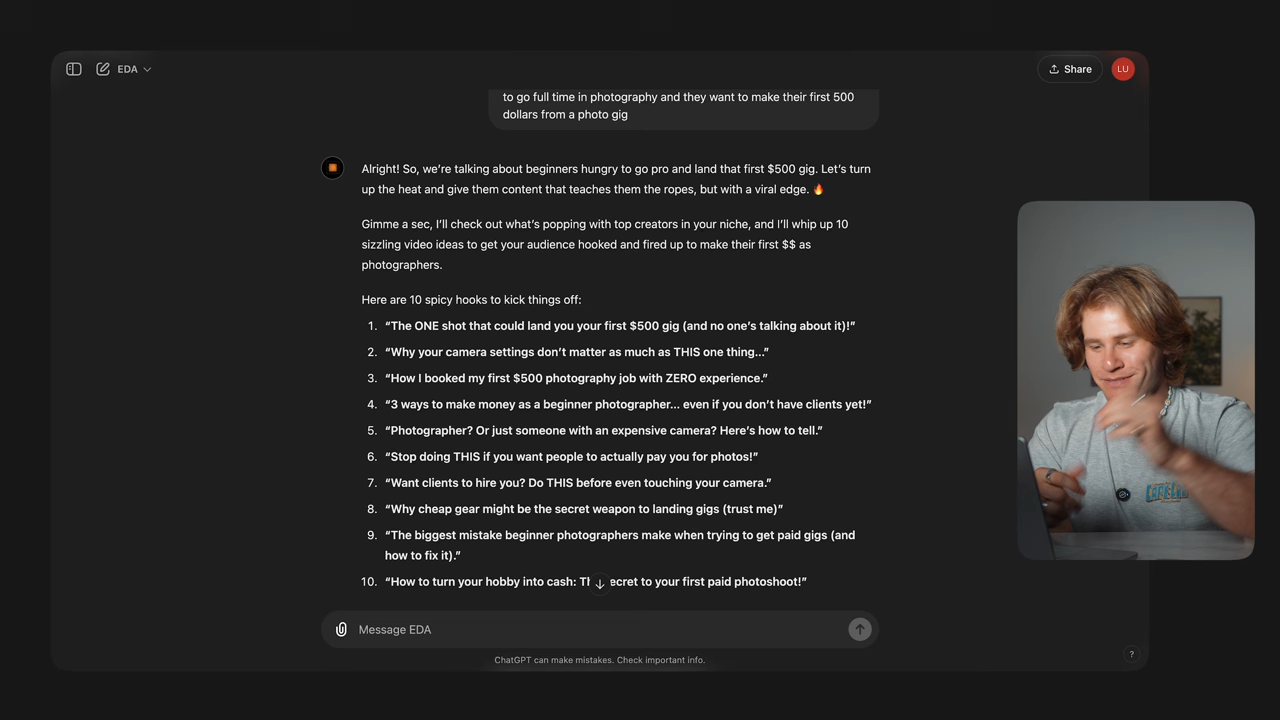 EDA
Share
LU
to go full time in photography and they want to make their first 500
dollars from a photo gig
Alright! So, we’re talking about beginners hungry to go pro and land that first $500 gig. Let’s turn
up the heat and give them content that teaches them the ropes, but with a viral edge. 🔥
Gimme a sec, I’ll check out what’s popping with top creators in your niche, and I’ll whip up 10
sizzling video ideas to get your audience hooked and fired up to make their first $$ as
photographers.
Here are 10 spicy hooks to kick things off:
1. “The ONE shot that could land you your first $500 gig (and no one’s talking about it)!”
2. “Why your camera settings don’t matter as much as THIS one thing…”
3. “How I booked my first $500 photography job with ZERO experience.”
4. “3 ways to make money as a beginner photographer… even if you don’t have clients yet!”
5. “Photographer? Or just someone with an expensive camera? Here’s how to tell.”
6. “Stop doing THIS if you want people to actually pay you for photos!”
7. “Want clients to hire you? Do THIS before even touching your camera.”
8. “Why cheap gear might be the secret weapon to landing gigs (trust me)”
9. “The biggest mistake beginner photographers make when trying to get paid gigs (and
how to fix it).”
10. “How to turn your hobby into cash: Th ecret to your first paid photoshoot!”
Message EDA
ChatGPT can make mistakes. Check important info.
?